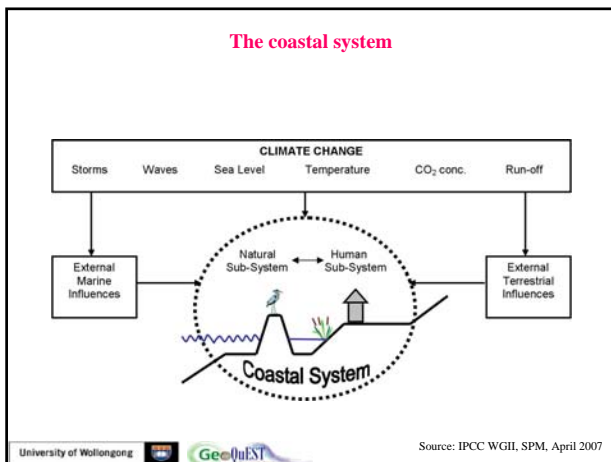 The coastal system
CLIMATE CHANGE
Storms Waves Sea Level Temperature CO₂ conc. Run-off
External
Marine
Influences
Natural
Sub-System
Human
Sub-System
External
Terrestrial
Influences
Coastal System
University of Wollongong
GeoQuEST
Source: IPCC WGII, SPM, April 2007